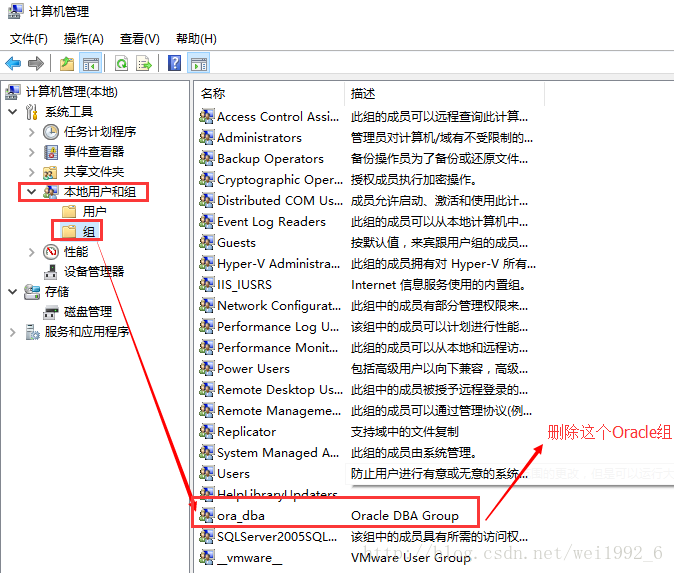 计算机管理
文件(F) 操作(A) 查看(V) 帮助(H)
计算机管理(本地)
系统工具
任务计划程序
事件查看器
共享文件夹
本地用户和组
用户
组
性能
设备管理器
存储
磁盘管理
服务和应用程序
名称 描述
Access Control Assi... 此组的成员可以远程查询此计算...
Administrators 管理员对计算机/域有不受限制的...
Backup Operators 备份操作员为了备份或还原文件...
Cryptographic Oper... 授权成员执行加密操作。
Distributed COM Us... 成员允许启动、激活和使用此计...
Event Log Readers 此组的成员可以从本地计算机中...
Guests 按默认值，来宾跟用户组的成员...
Hyper-V Administra... 此组的成员拥有对 Hyper-V 所有...
IIS_IUSRS Internet 信息服务使用的内置组。
Network Configurat... 此组中的成员有部分管理权限来...
Performance Log U... 该组中的成员可以计划进行性能...
Performance Monit... 此组的成员可以从本地和远程访...
Power Users 包括高级用户以向下兼容，高级...
Remote Desktop Us... 此组中的成员被授予远程登录的...
Remote Manageme... 此组的成员可以通过管理协议(例...
Replicator 支持域中的文件复制
System Managed A... 此组的成员由系统管理。
Users 防止用户进行有意或无意的系统...
HelpLibraryUpdaters
ora_dba Oracle DBA Group
SQLServer2005SQL... 该组中的成员具有所需的访问权...
__vmware__ VMware User Group
删除这个Oracle组
http://blog.csdn.net/wei1992_6